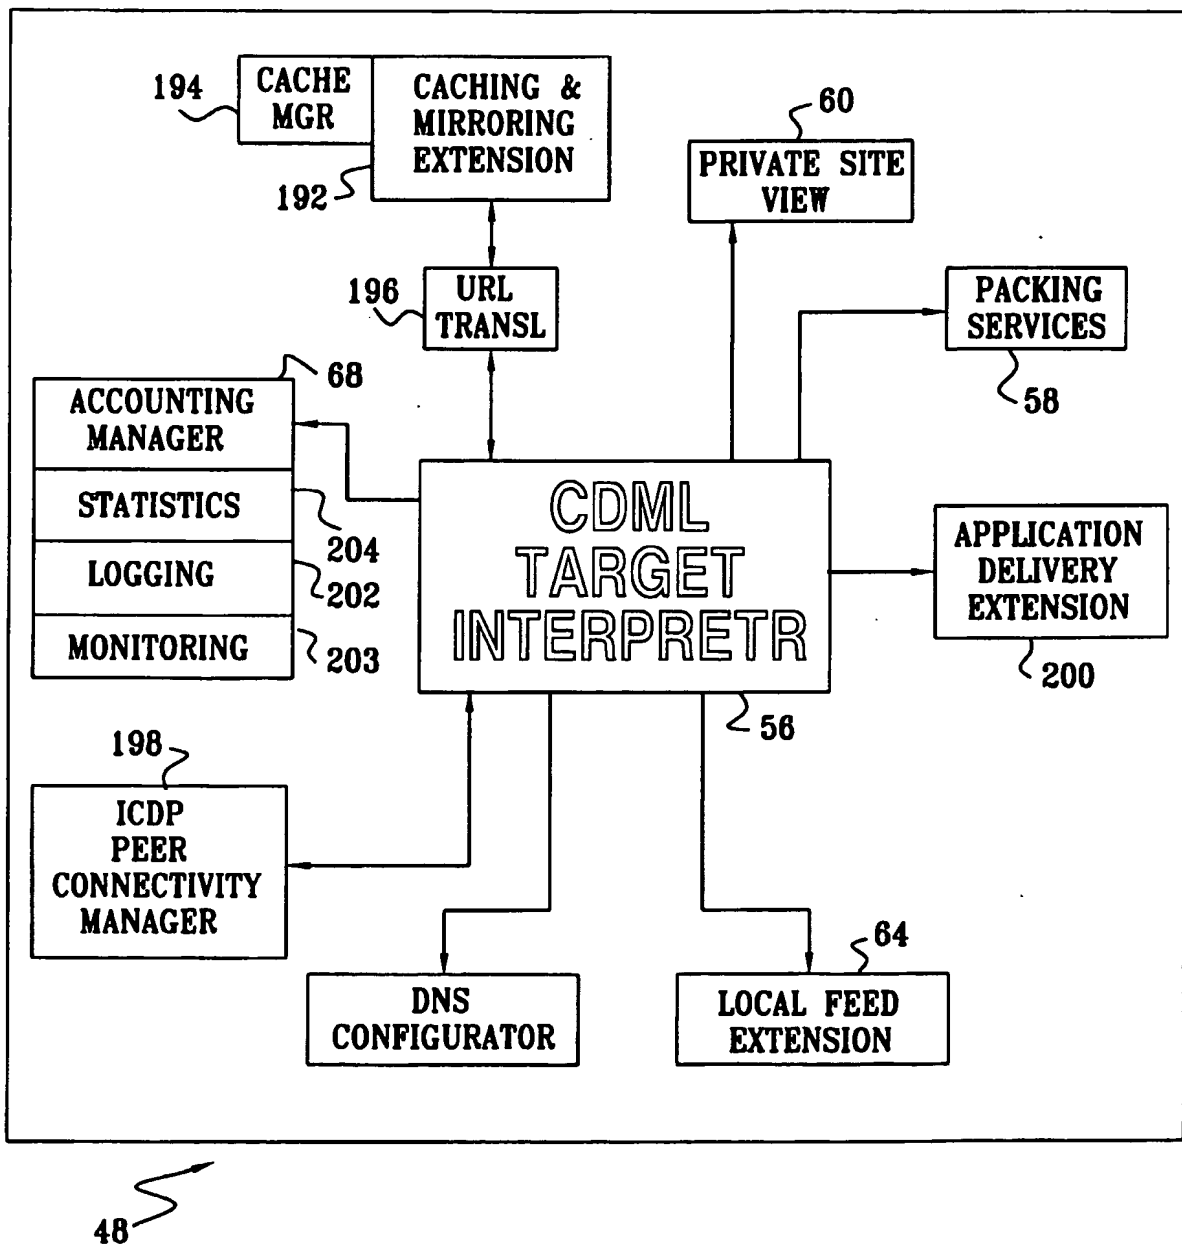 194
CACHE
MGR
CACHING &
MIRRORING
EXTENSION
192
60
PRIVATE SITE
VIEW
196
URL
TRANSL
PACKING
SERVICES
58
68
ACCOUNTING
MANAGER
STATISTICS
204
LOGGING
202
MONITORING
203
CDML
TARGET
INTERPRETR
56
APPLICATION
DELIVERY
EXTENSION
200
198
ICDP
PEER
CONNECTIVITY
MANAGER
DNS
CONFIGURATOR
64
LOCAL FEED
EXTENSION
48